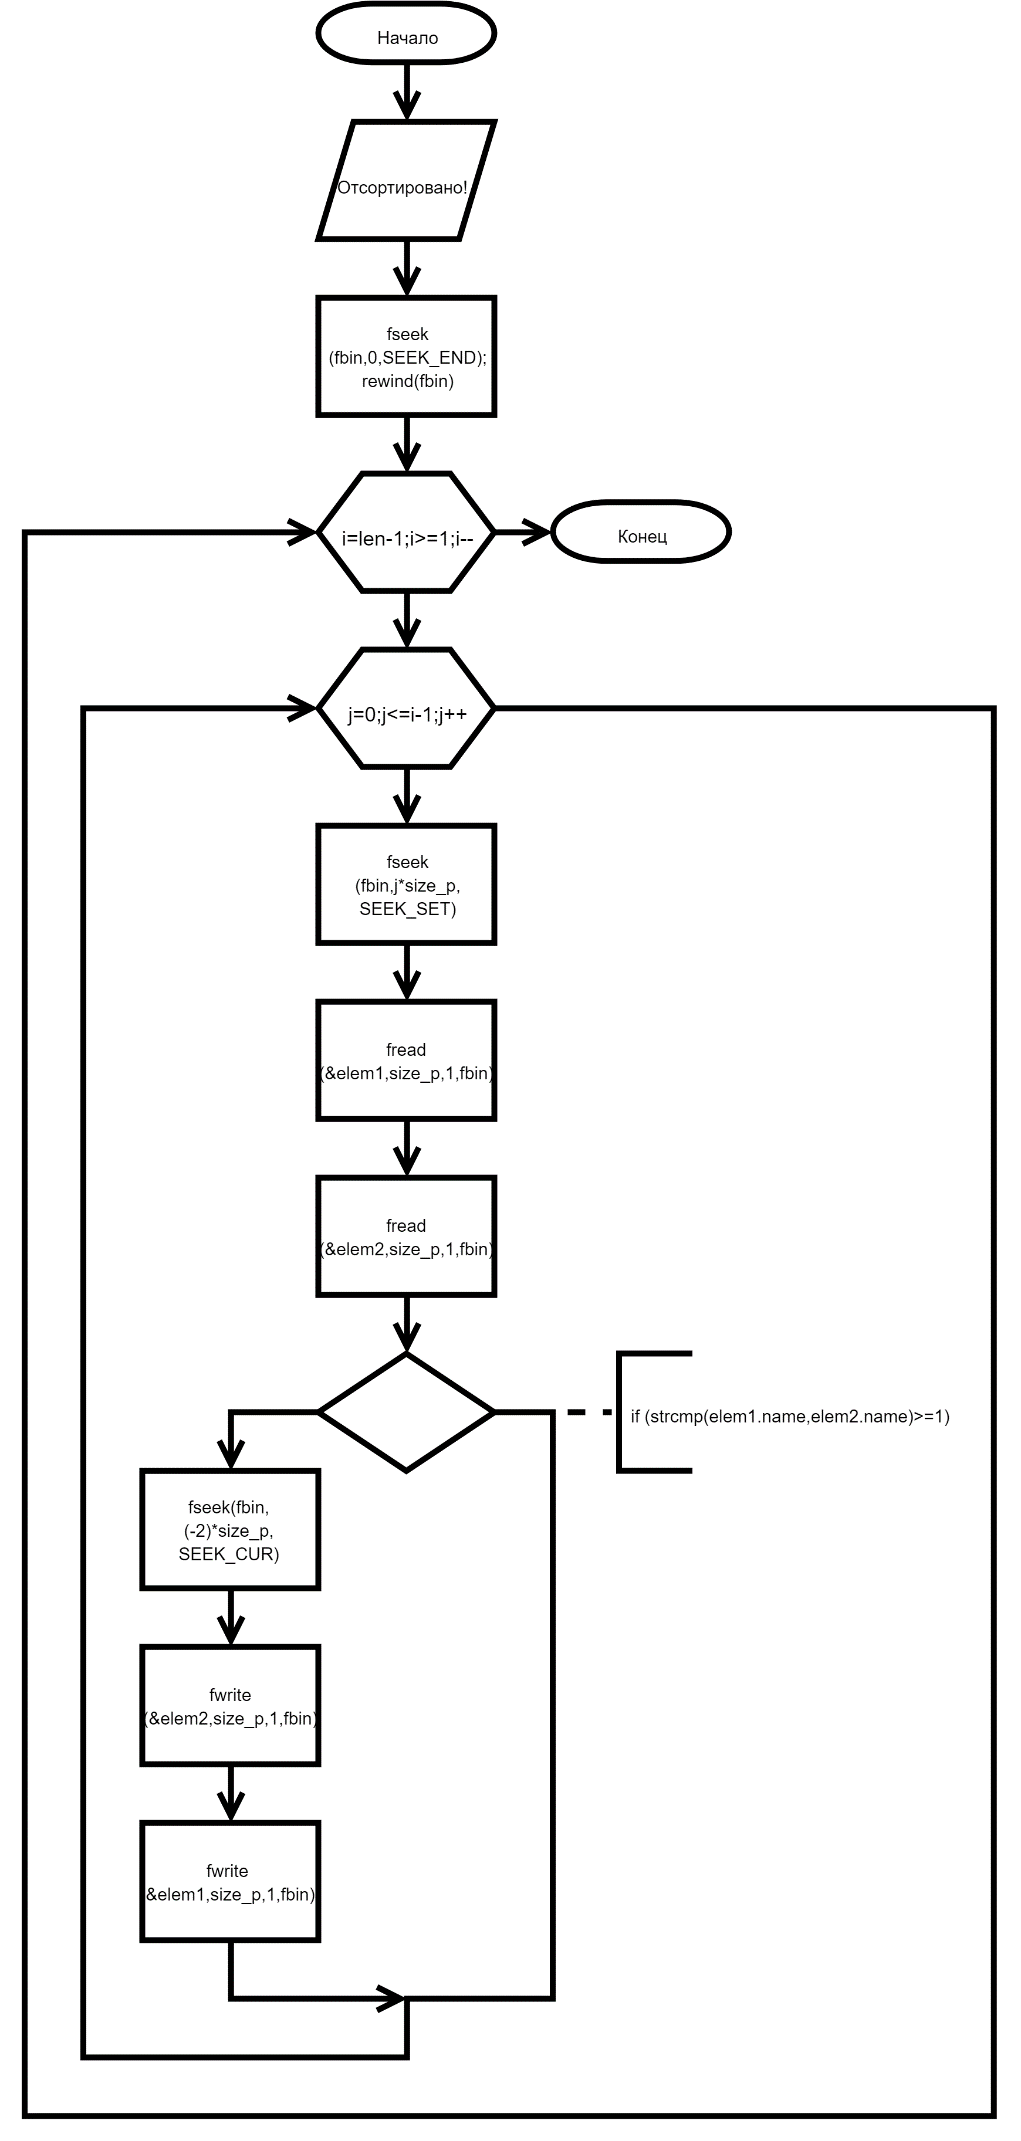 Начало
Отсортировано!
fseek
(fbin,0,SEEK_END);
rewind(fbin)
i=len-1;i>=1;i--
Конец
j=0;j<=i-1;j++
fseek
(fbin,j*size_p,
SEEK_SET)
fread
(&elem1,size_p,1,fbin)
fread
(&elem2,size_p,1,fbin)
if (strcmp(elem1.name,elem2.name)>=1)
fseek(fbin,
(-2)*size_p,
SEEK_CUR)
fwrite
(&elem2,size_p,1,fbin)
fwrite
&elem1,size_p,1,fbin)